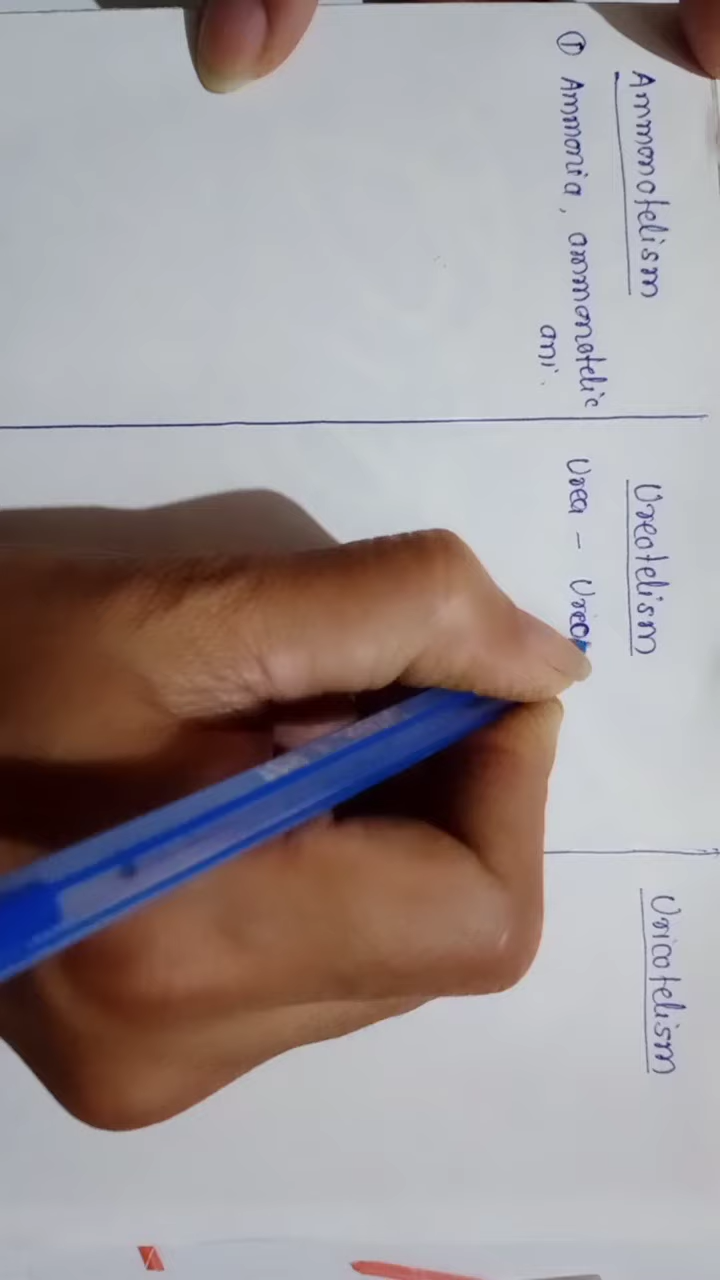 Ammonotelism
① Ammonia, ammonotelic
ani.
Ureotelism
Urea - Ureo
Uricotelism